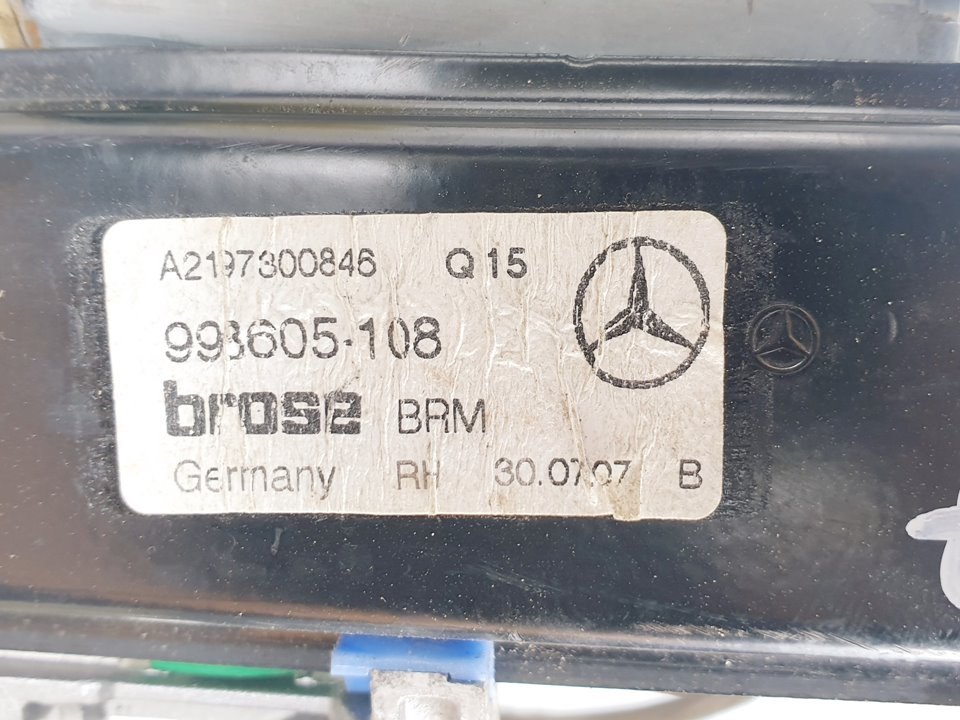 A2197300846 Q15
993605-108
brose BRM
Germany RH 30.07.07 B